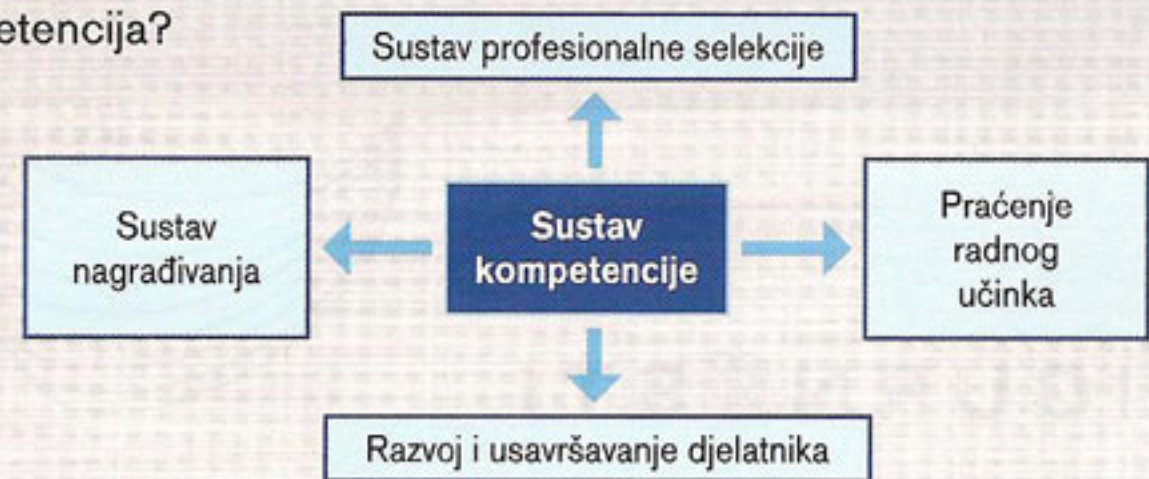 etencija?
Sustav profesionalne selekcije
Sustav
nagrađivanja
Sustav
kompetencije
Praćenje
radnog
učinka
Razvoj i usavršavanje djelatnika